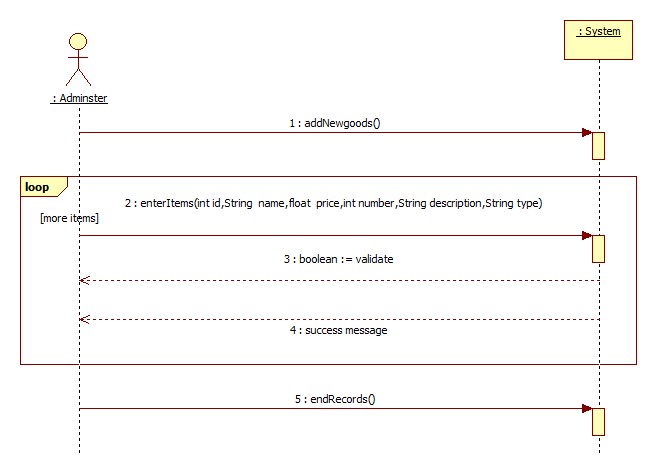 : System
: Adminster
1 : addNewgoods()
loop
2 : enterItems(int id,String name,float price,int number,String description,String type)
[more items]
3 : boolean := validate
4 : success message
5 : endRecords()